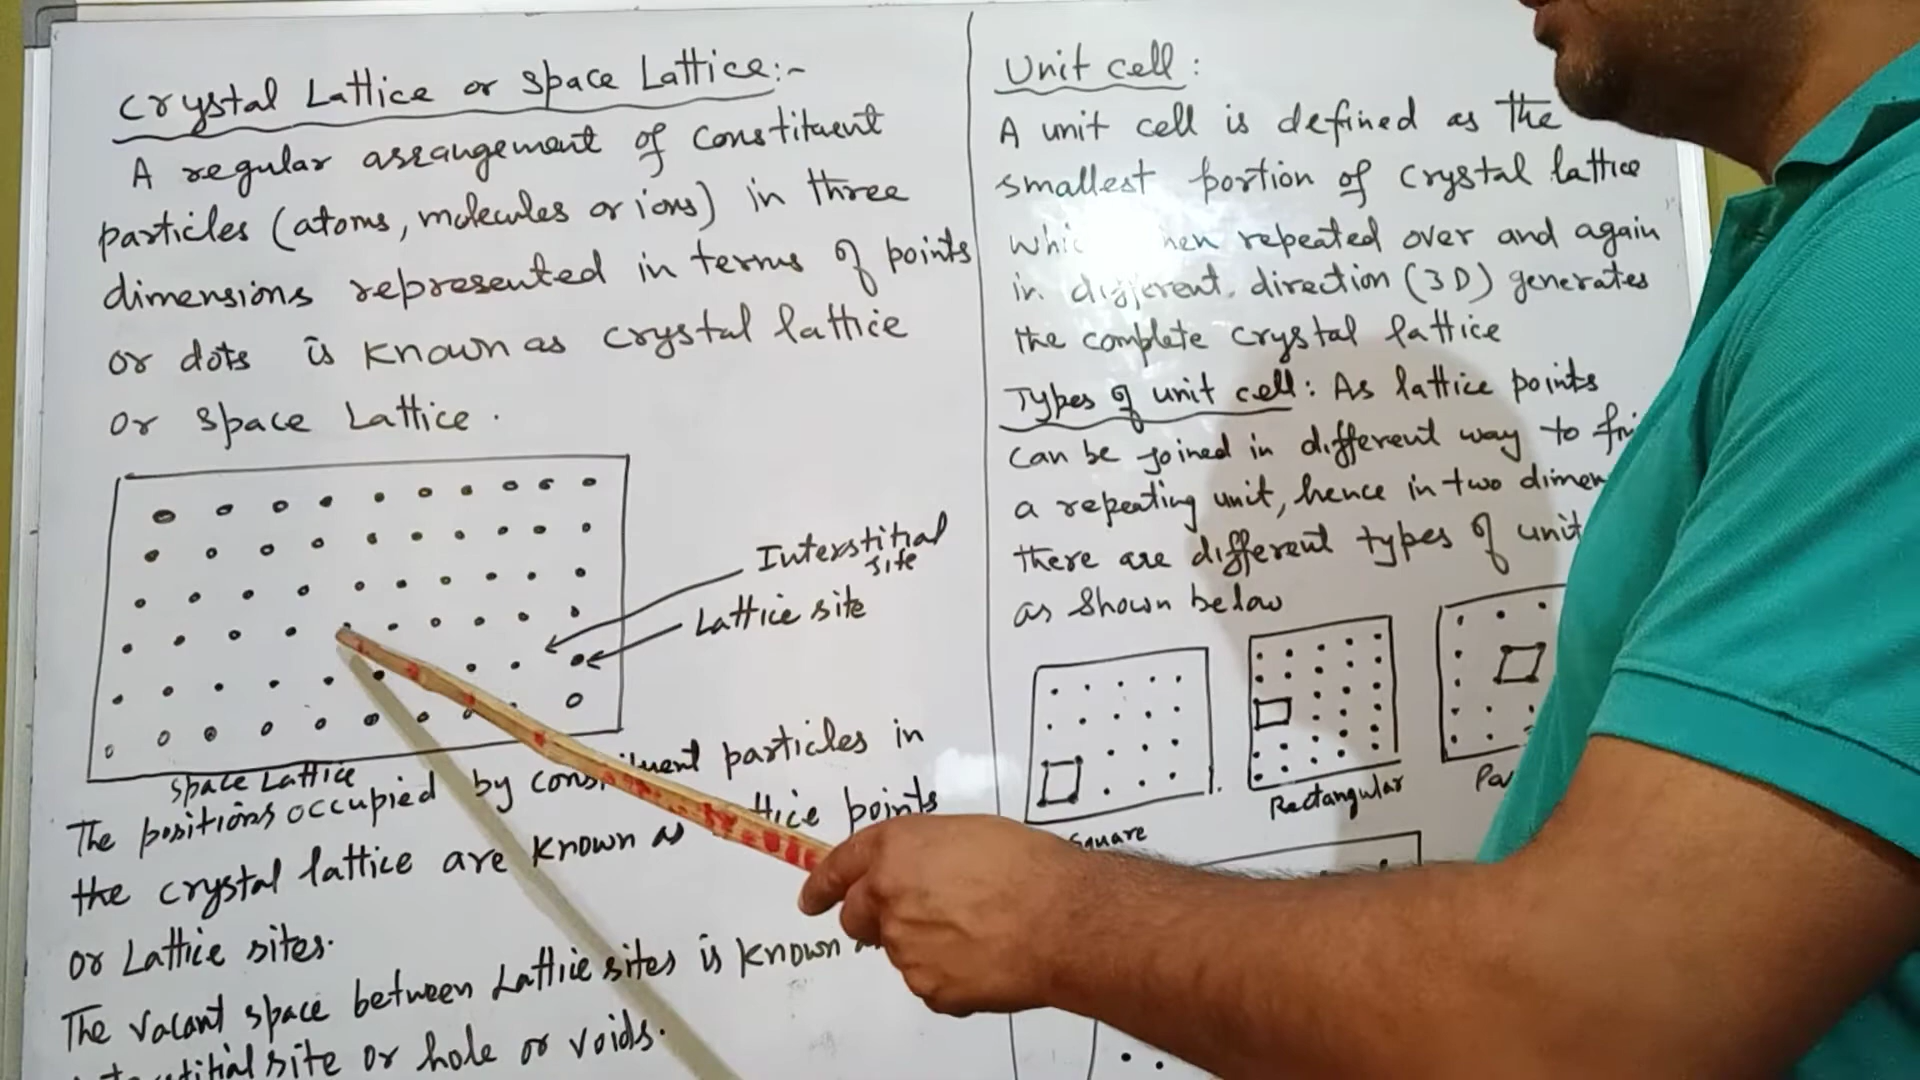 Crystal Lattice or Space Lattice:-
A regular arrangement of constituent
particles (atoms, molecules or ions) in three
dimensions represented in terms of points
or dots is known as crystal lattice
or space Lattice.
Interstitial
site
Lattice site
Space Lattice
The positions occupied by particles in
the crystal lattice are known as points
or Lattice sites.
The vacant space between Lattice sites is known
site or hole or voids.
Unit cell:
A unit cell is defined as the
smallest portion of crystal lattice
repeated over and again
in different direction (3D) generates
the complete crystal lattice
Types of unit cell: As lattice points
can be joined in different way to
a repeating unit, hence in two
there are different types of unit
as shown below
Square
Rectangular